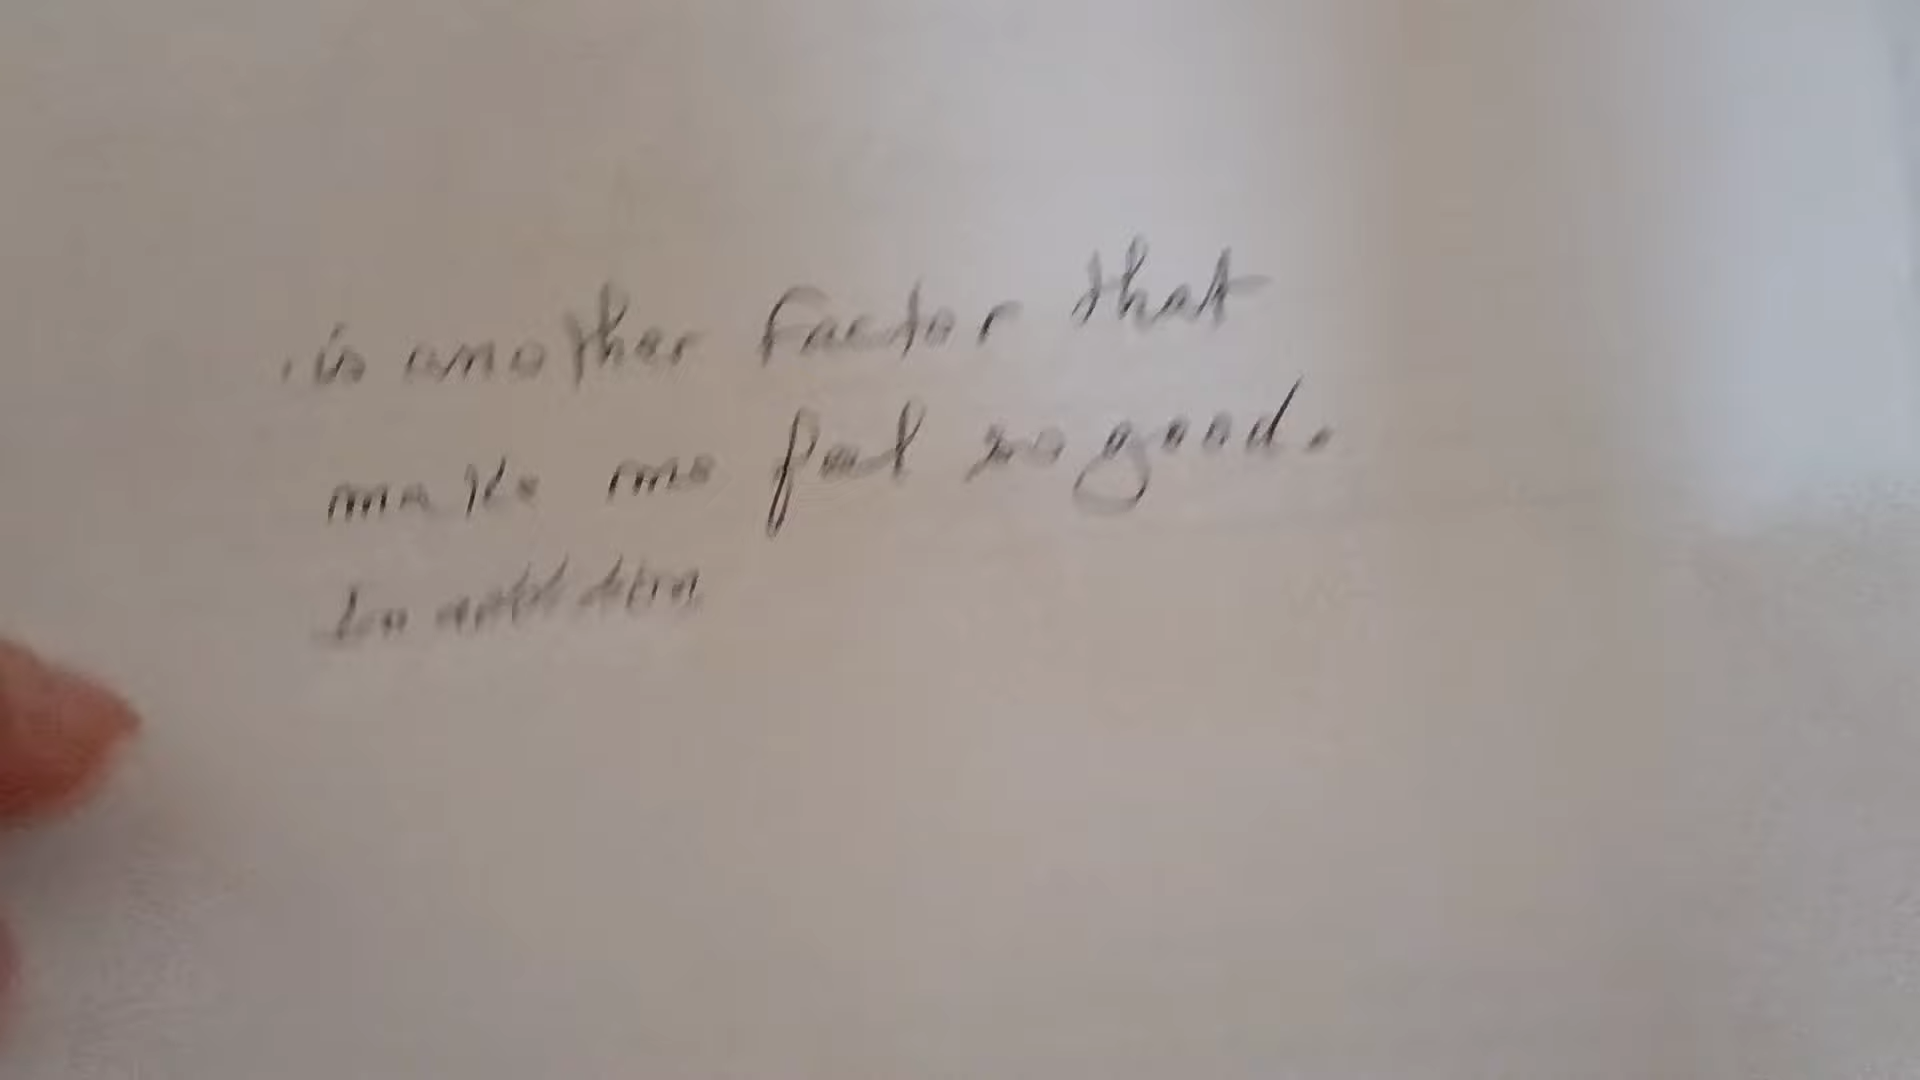 is another factor that
make me feel so good.
In addition